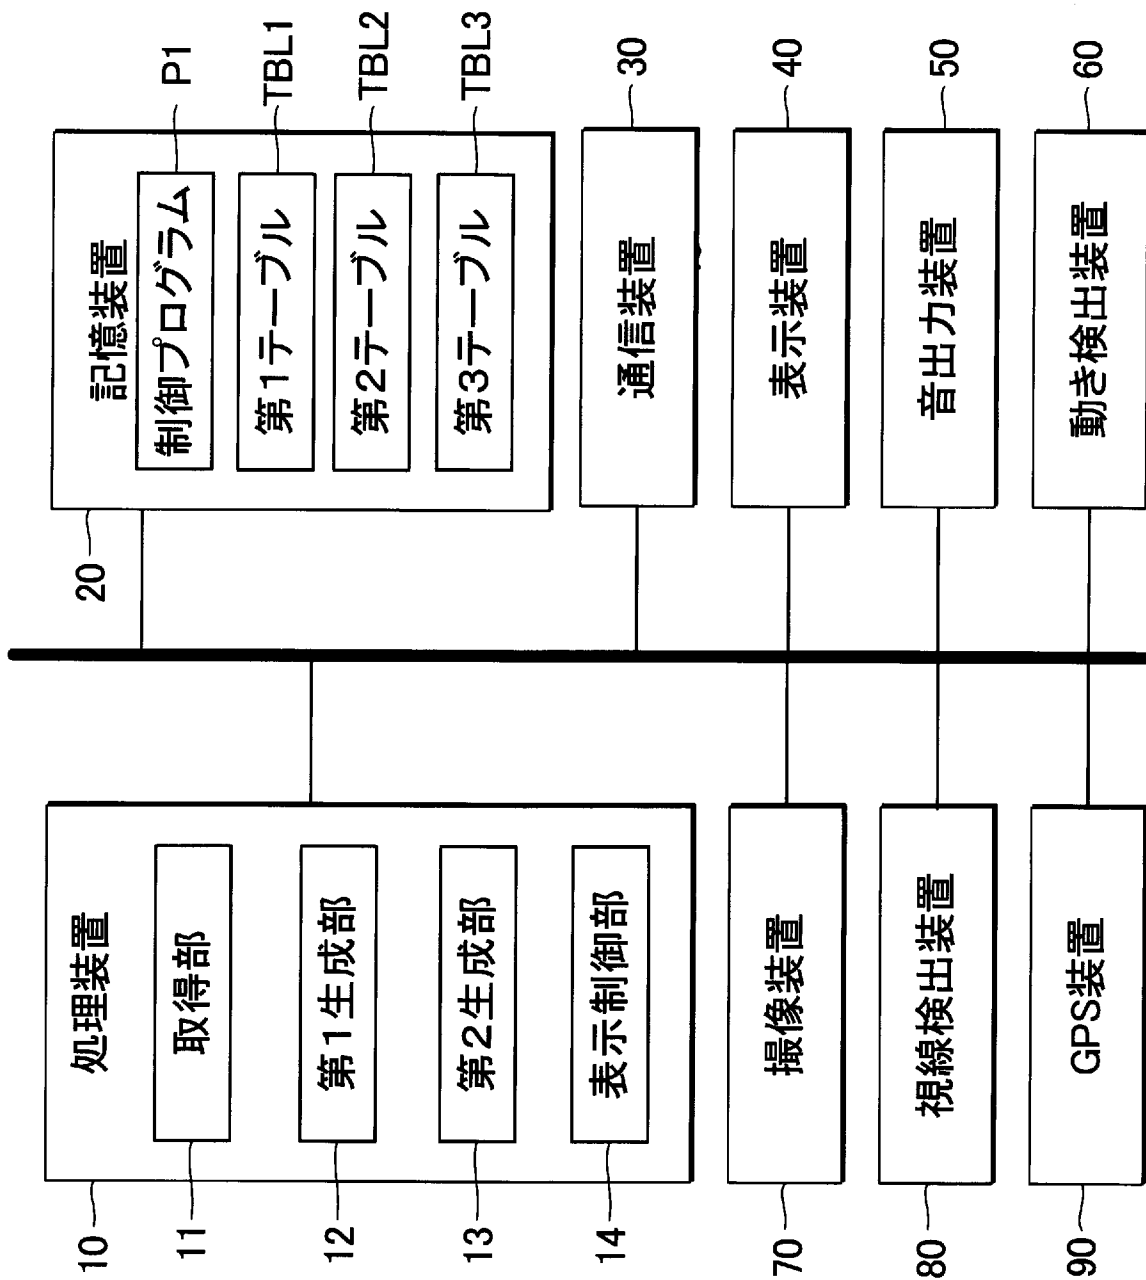 10
処理装置
11
取得部
12
第1生成部
13
第2生成部
14
表示制御部
70
撮像装置
80
視線検出装置
90
GPS装置
20
記憶装置
制御プログラム
P1
第1テーブル
TBL1
第2テーブル
TBL2
第3テーブル
TBL3
通信装置
30
表示装置
40
音出力装置
50
動き検出装置
60